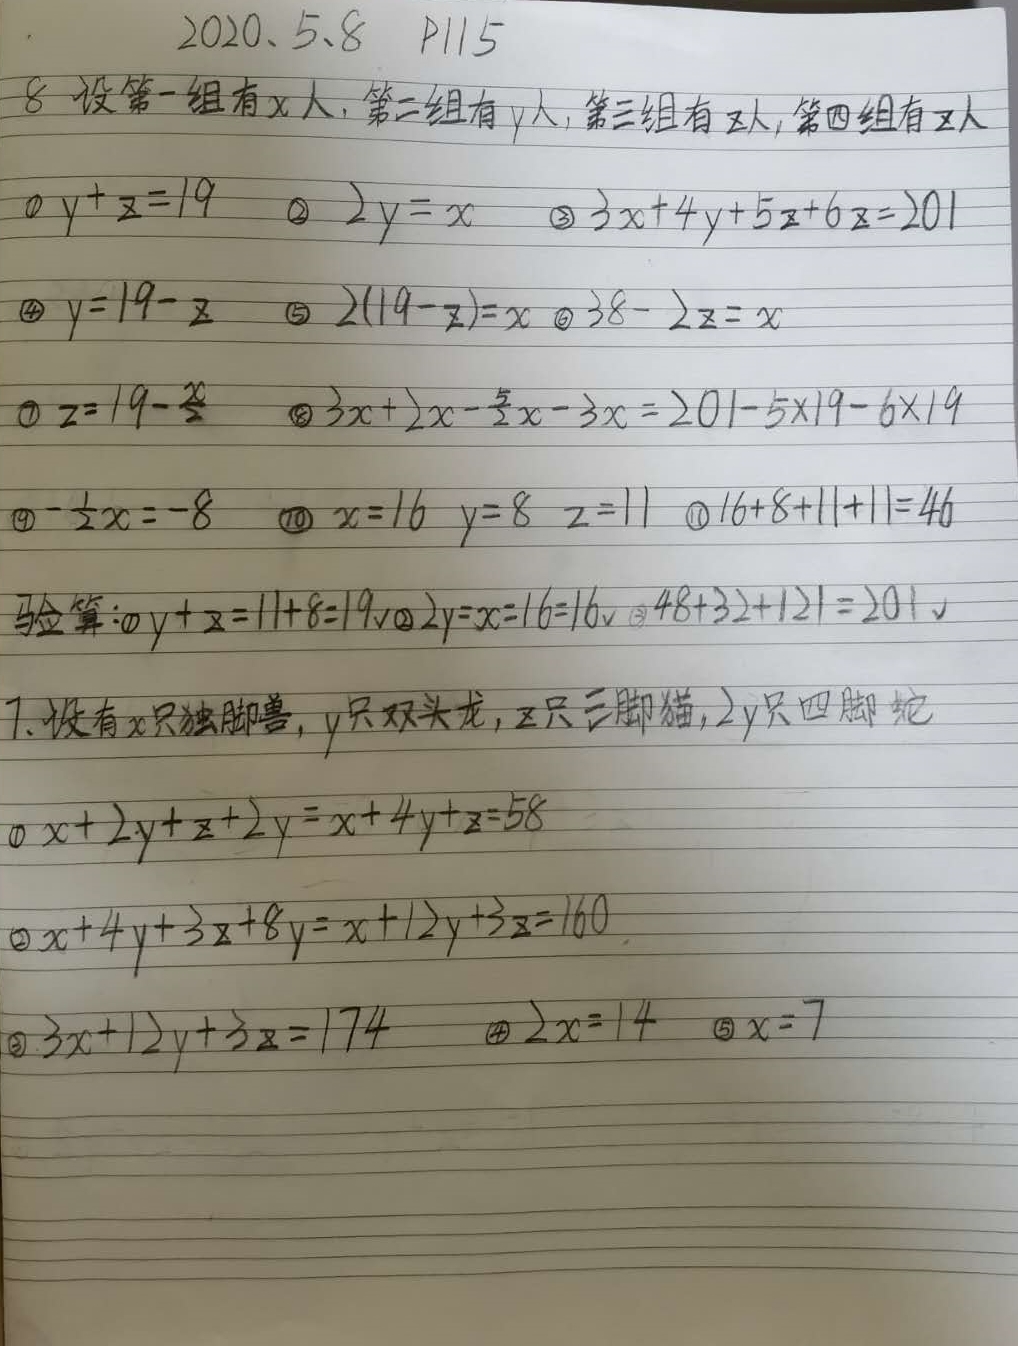 2020、5、8 P115
8 设第一组有x人，第二组有y人，第三组有z人，第四组有z人
① y+z=19 ② 2y=x ③ 3x+4y+5z+6z=201
④ y=19-z ⑤ 2(19-z)=x ⑥ 38-2z=x
⑦ z=19-x/2 ⑧ 3x+2x-5/2x-3x=201-5×19-6×19
⑨ -1/2x=-8 ⑩ x=16 y=8 z=11 ⑪ 16+8+11+11=46
验算:① y+z=11+8=19✓ ② 2y=x=16=16✓ ③ 48+32+121=201✓
7. 设有x只独脚兽，y只双头龙，z只三脚猫，2y只四脚蛇
① x+2y+z+2y=x+4y+z=58
② x+4y+3z+8y=x+12y+3z=160
③ 3x+12y+3z=174 ④ 2x=14 ⑤ x=7